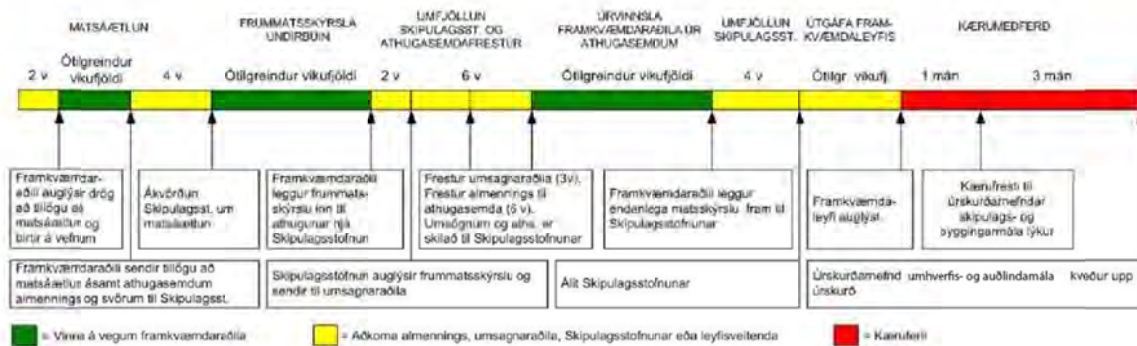 MATSÁÆTLUN
FRUMMATSSKÝRSLA
UNDIRBÚIN
UMFJÖLLUN
SKIPULAGSST. OG
ATHUGASEMDAFRESTUR
ÚRVINNSLA
FRAMKVÆMDARAÐILA ÚR
ATHUGASEMDUM
UMFJÖLLUN
SKIPULAGSST.
ÚTGÁFA FRAM-
KVÆMDALEYFIS
KÆRUMEÐFERÐ
2 v
Ótilgreindur
vikufjöldi
4 v
Ótilgreindur vikufjöldi
2 v
6 v
Ótilgreindur vikufjöldi
4 v
Ótilgr. vikufj.
1 mán
3 mán
Framkvæmdar-
aðili auglýsir drög
að tillögu að
matsáætlun og
birtir á vefnum
Ákvörðun
Skipulagsst. um
matsáætlun
Framkvæmdaraðili
leggur frummats-
skýrslu inn til
athugunar hjá
Skipulagsstofnun
Frestur umsagnaraðila (3v).
Frestur almennings til
athugasemda (6 v).
Umsögnum og aths. er
skilað til Skipulagsstofnunar
Framkvæmdaraðili leggur
endanlega matsskýrslu fram til
Skipulagsstofnunar
Framkvæmda-
leyfi auglýst.
Kærufresti til
úrskurðarnefndar
skipulags- og
byggingarmála lýkur
Framkvæmdaraðili sendir tillögu að
matsáætlun ásamt athugasemdum
almennings og svörum til Skipulagsst.
Skipulagsstofnun auglýsir frummatsskýrslu og
sendir til umsagnaraðila
Álit Skipulagsstofnunar
Úrskurðarnefnd umhverfis- og auðlindamála kveður upp
úrskurð
= Vinna á vegum framkvæmdaraðila
= Aðkoma almennings, umsagnaraðila, Skipulagsstofnunar eða leyfisveitenda
= Kæruferli